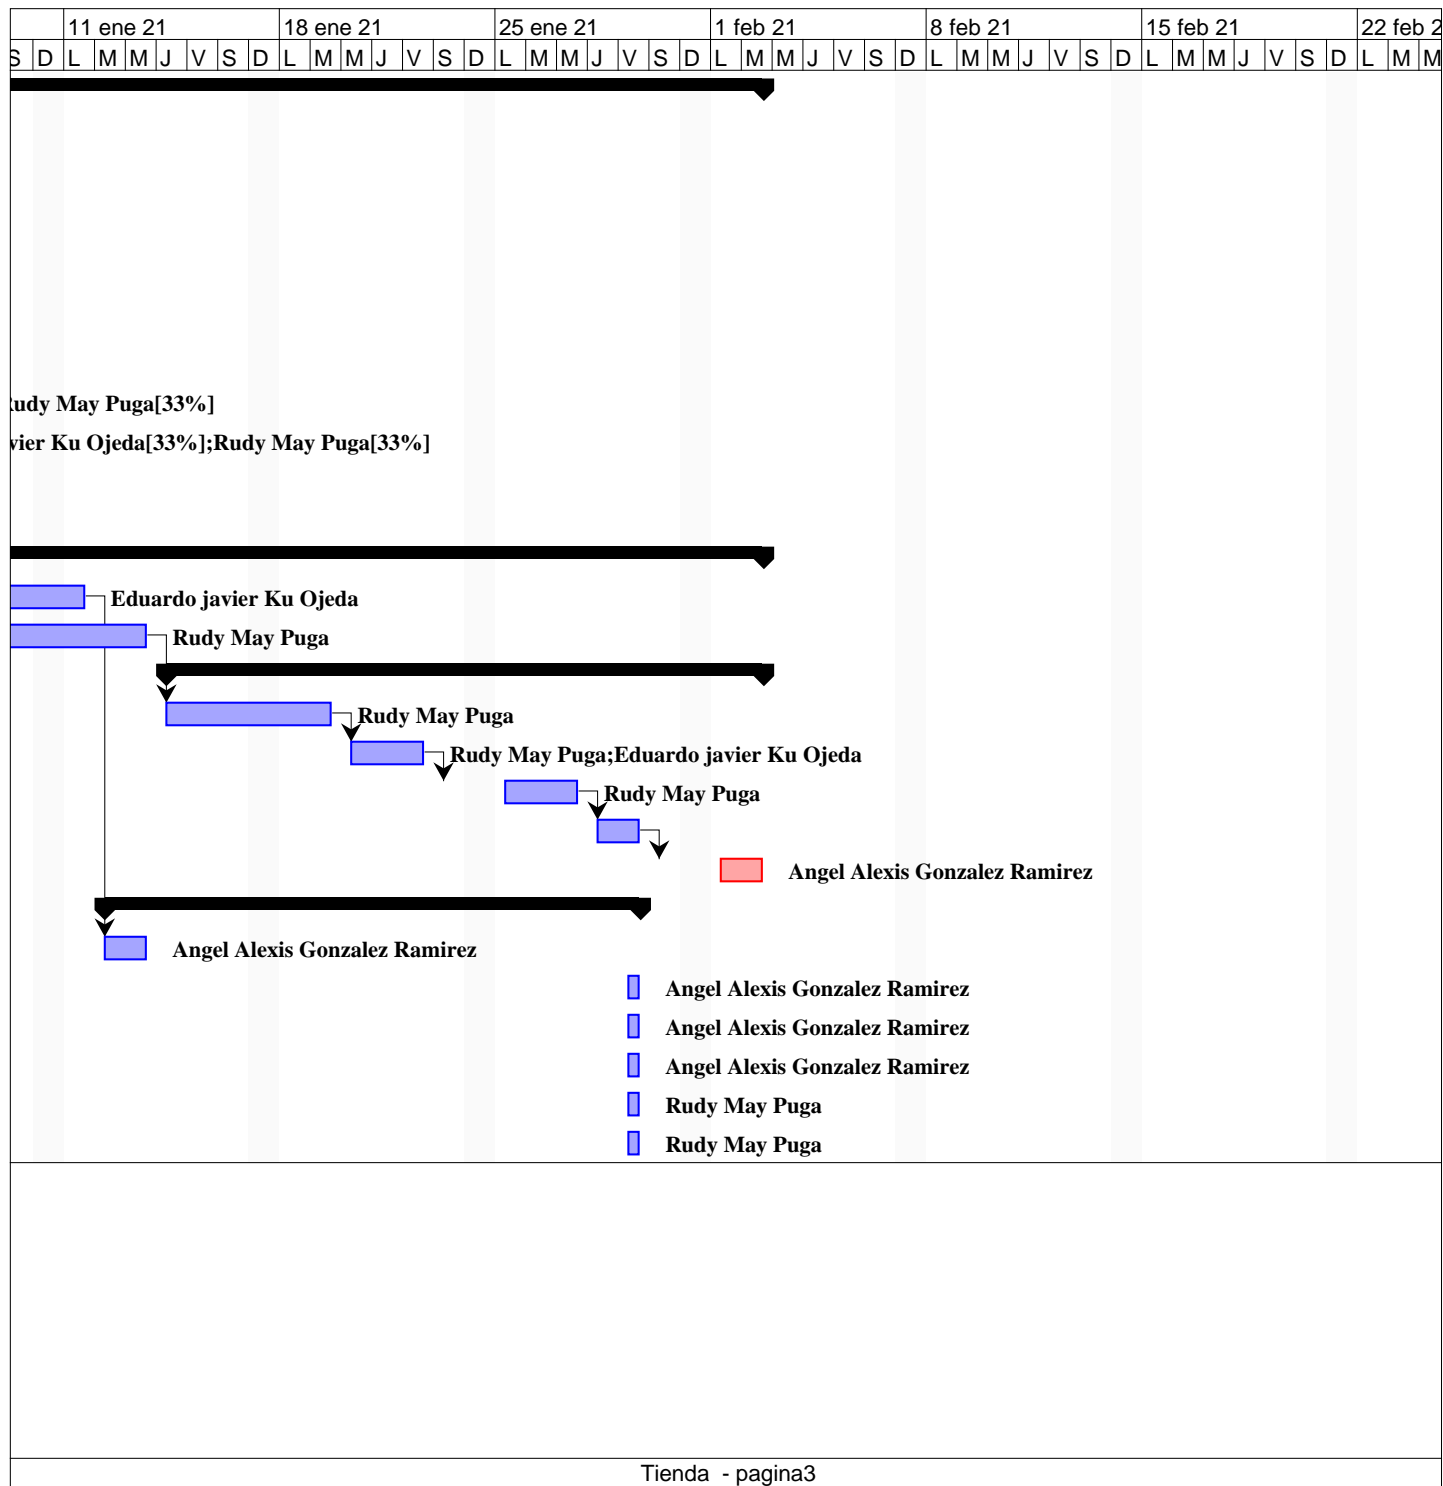 11 ene 21 18 ene 21 25 ene 21 1 feb 21 8 feb 21 15 feb 21 22 feb 2
S D L M M J V S D L M M J V S D L M M J V S D L M M J V S D L M M J V S D L M M J V S D L M M
Rudy May Puga[33%]
vier Ku Ojeda[33%];Rudy May Puga[33%]
Eduardo javier Ku Ojeda
Rudy May Puga
Rudy May Puga
Rudy May Puga;Eduardo javier Ku Ojeda
Rudy May Puga
Angel Alexis Gonzalez Ramirez
Angel Alexis Gonzalez Ramirez
Angel Alexis Gonzalez Ramirez
Angel Alexis Gonzalez Ramirez
Angel Alexis Gonzalez Ramirez
Rudy May Puga
Rudy May Puga
Tienda - pagina3